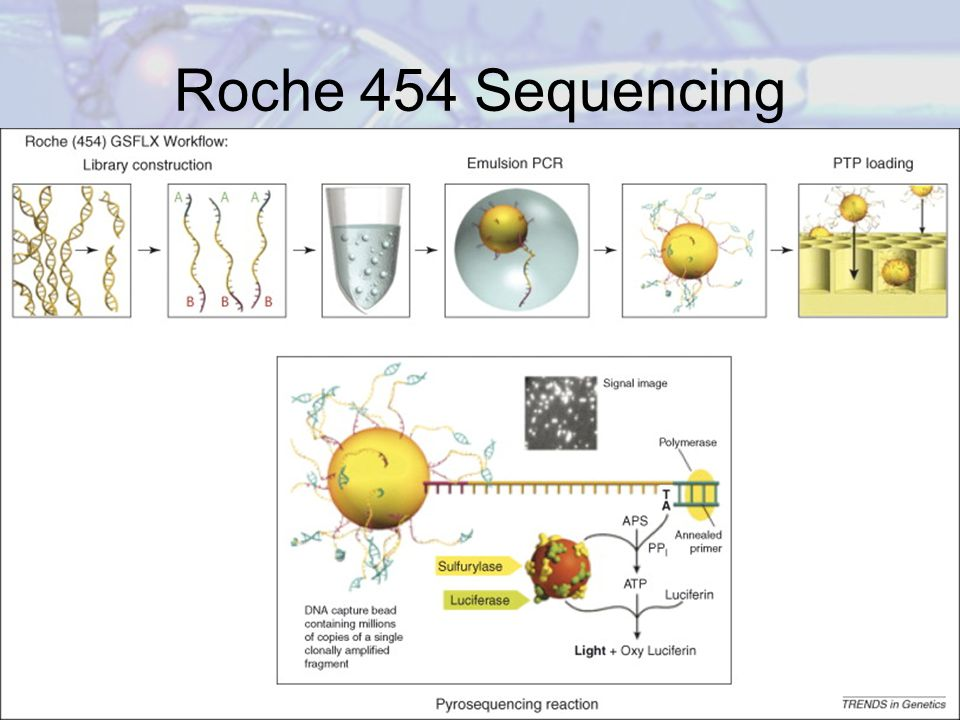 Roche 454 Sequencing
Roche (454) GSFLX Workflow:
Library construction
Emulsion PCR
PTP loading
A A A
B B B
Signal image
Polymerase
T
A
APS
Annealed
primer
PPI
Sulfurylase
ATP
Luciferase
Luciferin
DNA capture bead
containing millions
of copies of a single
clonally amplified
fragment
Light + Oxy Luciferin
Pyrosequencing reaction
TRENDS in Genetics